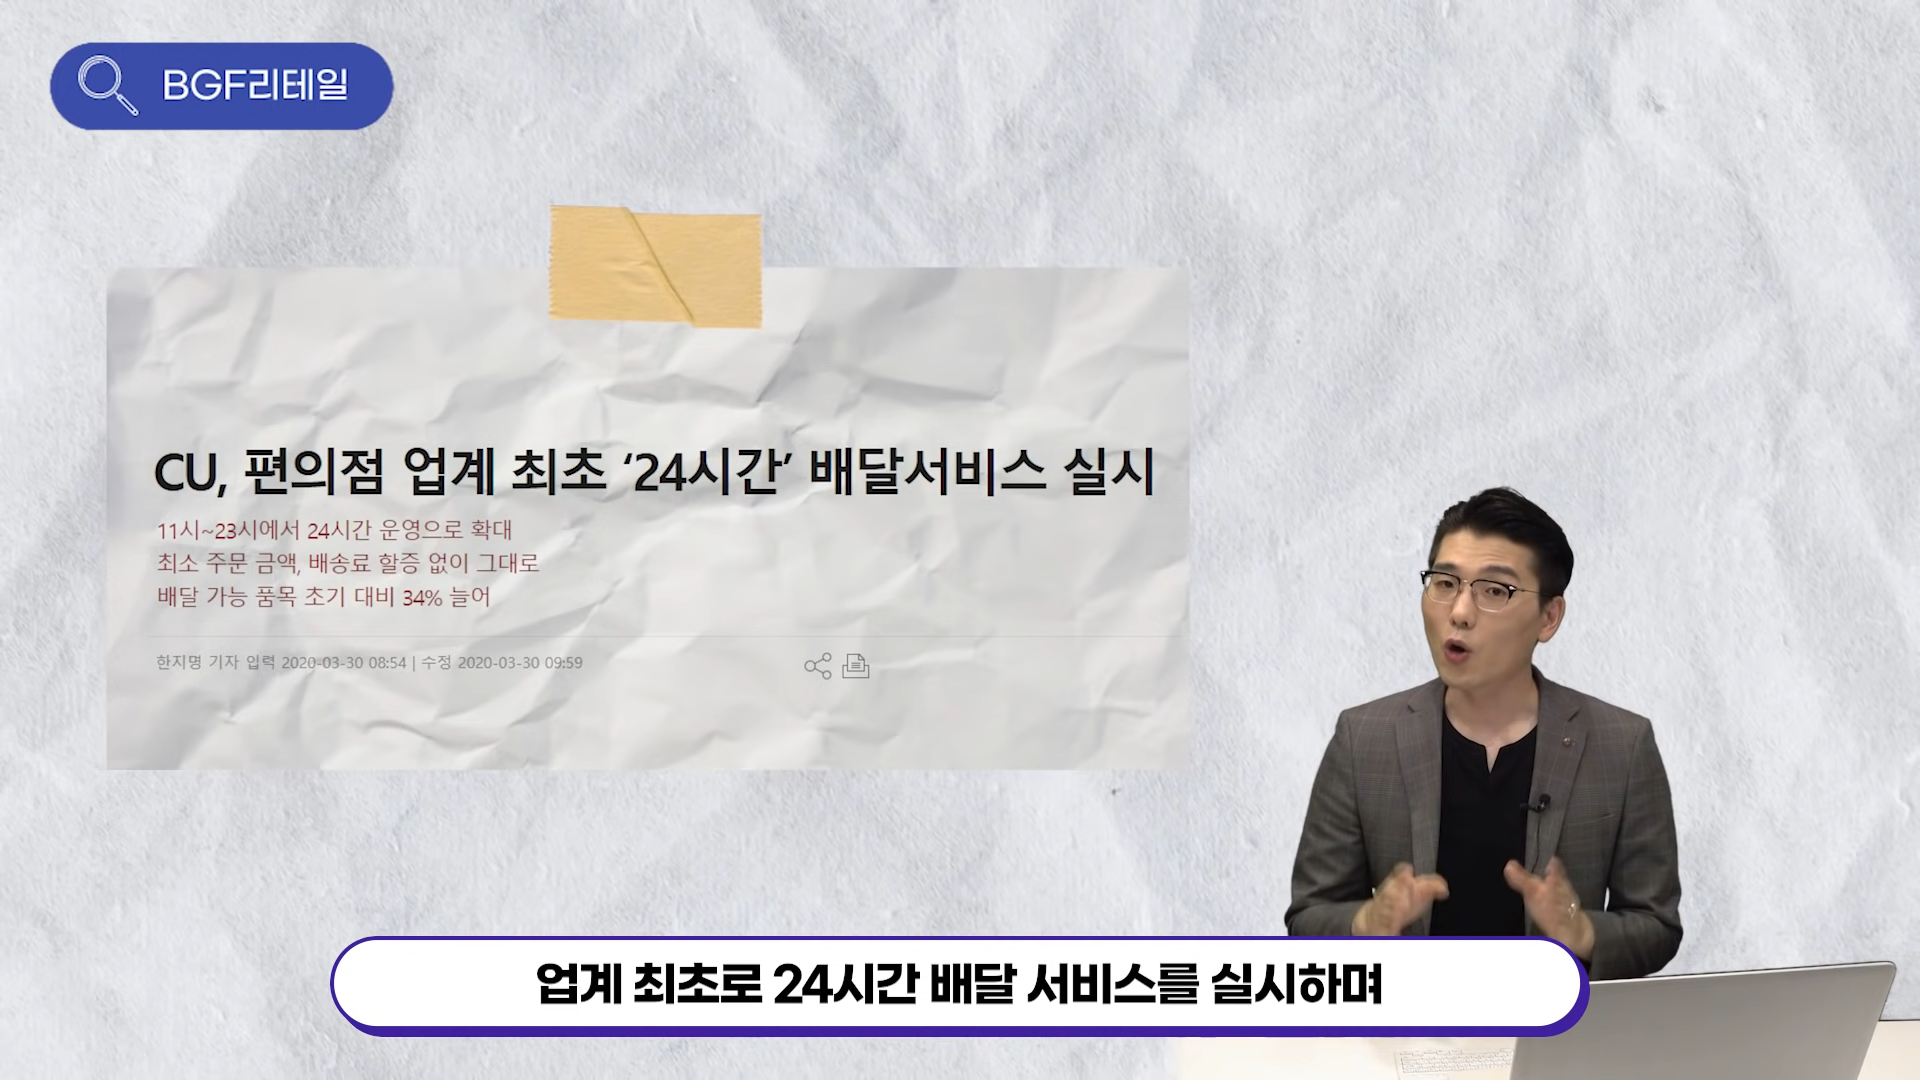 BGF리테일
CU, 편의점 업계 최초 ‘24시간’ 배달서비스 실시
11시~23시에서 24시간 운영으로 확대
최소 주문 금액, 배송료 할증 없이 그대로
배달 가능 품목 초기 대비 34% 늘어
한지명 기자 입력 2020-03-30 08:54 | 수정 2020-03-30 09:59
업계 최초로 24시간 배달 서비스를 실시하며